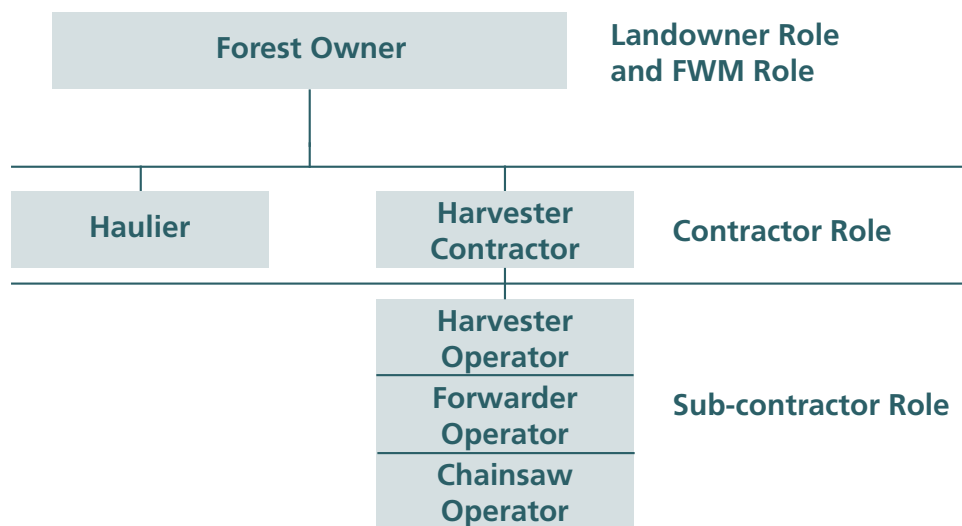 Forest Owner
Landowner Role
and FWM Role
Haulier
Harvester
Contractor
Contractor Role
Harvester
Operator
Forwarder
Operator
Sub-contractor Role
Chainsaw
Operator